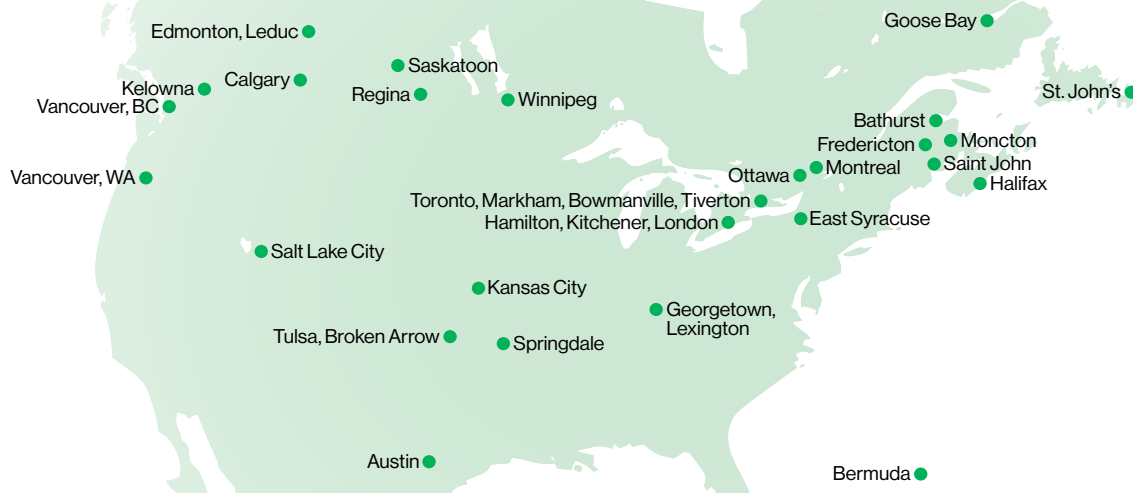 Goose Bay
Edmonton, Leduc
Saskatoon
Calgary
Kelowna
Regina
Winnipeg
Vancouver, BC
St. John's
Bathurst
Moncton
Fredericton
Saint John
Montreal
Ottawa
Halifax
Vancouver, WA
Toronto, Markham, Bowmanville, Tiverton
Hamilton, Kitchener, London
East Syracuse
Salt Lake City
Kansas City
Georgetown,
Lexington
Tulsa, Broken Arrow
Springdale
Austin
Bermuda